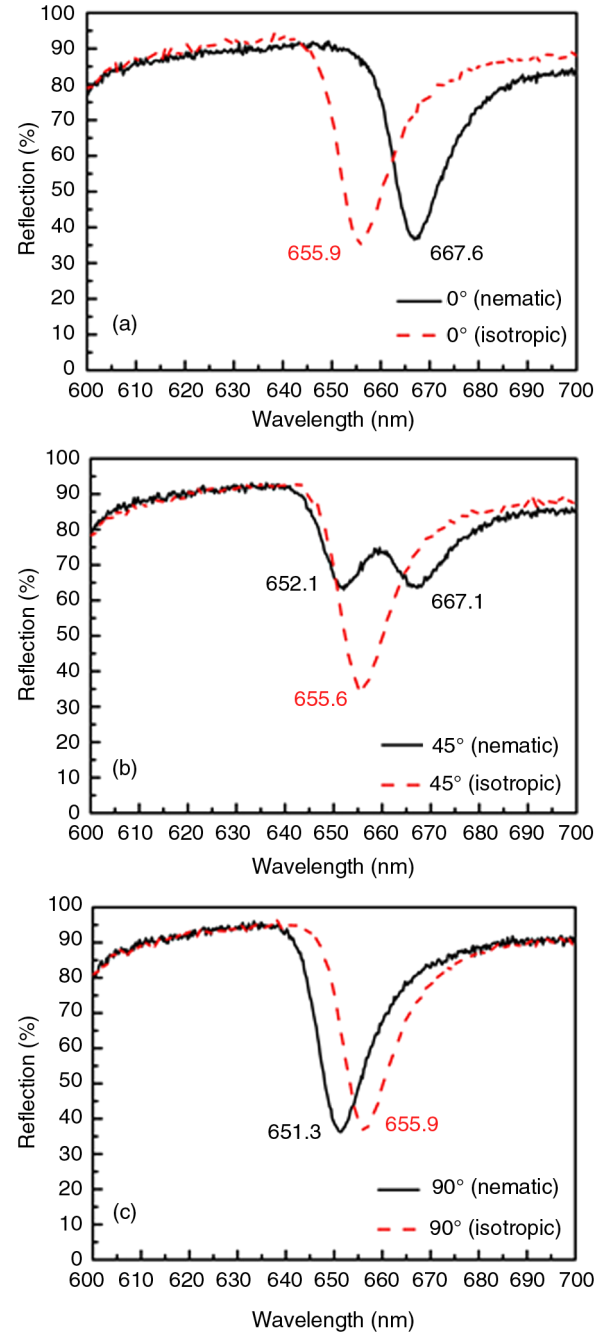 100
90
80
70
60
50
40
30
20
10
0
Reflection (%)
655.9
667.6
(a)
0° (nematic)
0° (isotropic)
600 610 620 630 640 650 660 670 680 690 700
Wavelength (nm)
100
90
80
70
60
50
40
30
20
10
0
Reflection (%)
652.1
667.1
655.6
(b)
45° (nematic)
45° (isotropic)
600 610 620 630 640 650 660 670 680 690 700
Wavelength (nm)
100
90
80
70
60
50
40
30
20
10
0
Reflection (%)
651.3
655.9
(c)
90° (nematic)
90° (isotropic)
600 610 620 630 640 650 660 670 680 690 700
Wavelength (nm)